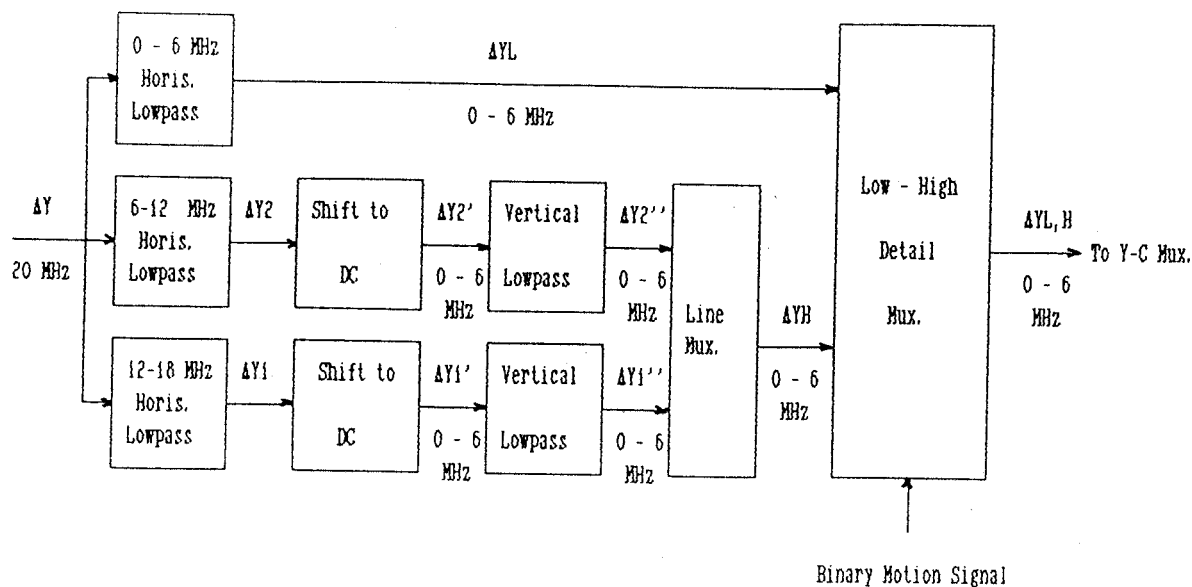 0 - 6 MHz
Horis.
Lowpass
ΔYL
0 - 6 MHz
ΔY
20 MHz
6-12 MHz
Horis.
Lowpass
ΔY2
Shift to
DC
ΔY2'
0 - 6
MHz
Vertical
Lowpass
ΔY2''
0 - 6
MHz
12-18 MHz
Horis.
Lowpass
ΔY1
Shift to
DC
ΔY1'
0 - 6
MHz
Vertical
Lowpass
ΔY1''
0 - 6
MHz
Line
Mux.
ΔYH
0 - 6
MHz
Low - High
Detail
Mux.
ΔYL,H
0 - 6
MHz
To Y-C Mux.
Binary Motion Signal